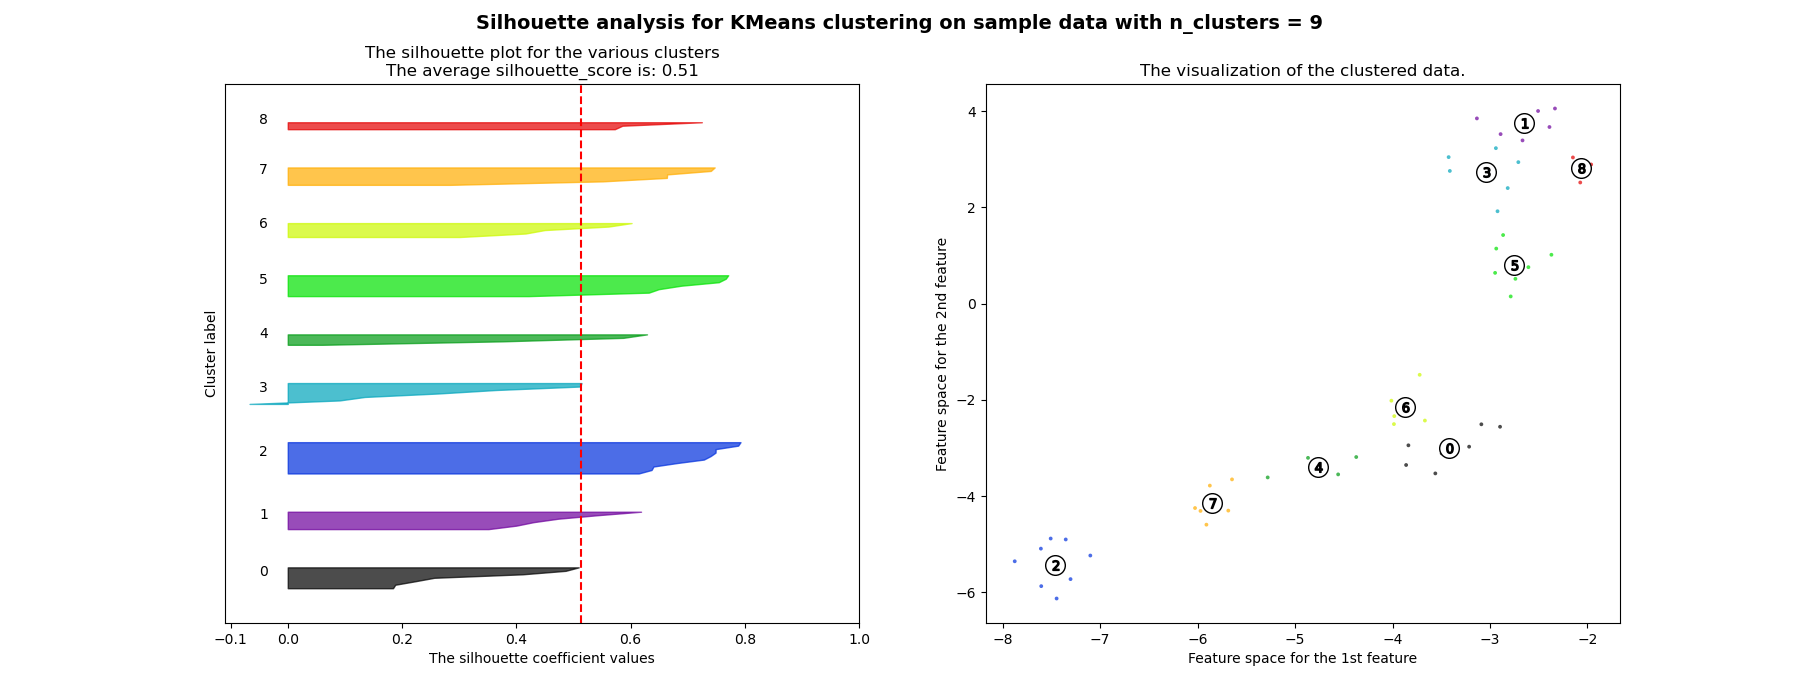 Silhouette analysis for KMeans clustering on sample data with n_clusters = 9
The silhouette plot for the various clusters
The average silhouette_score is: 0.51
8
7
6
5
4
3
2
1
0
Cluster label
−0.1 0.0 0.2 0.4 0.6 0.8 1.0
The silhouette coefficient values
The visualization of the clustered data.
4
2
0
−2
−4
−6
Feature space for the 2nd feature
1
3
8
5
6
0
4
7
2
−8 −7 −6 −5 −4 −3 −2
Feature space for the 1st feature